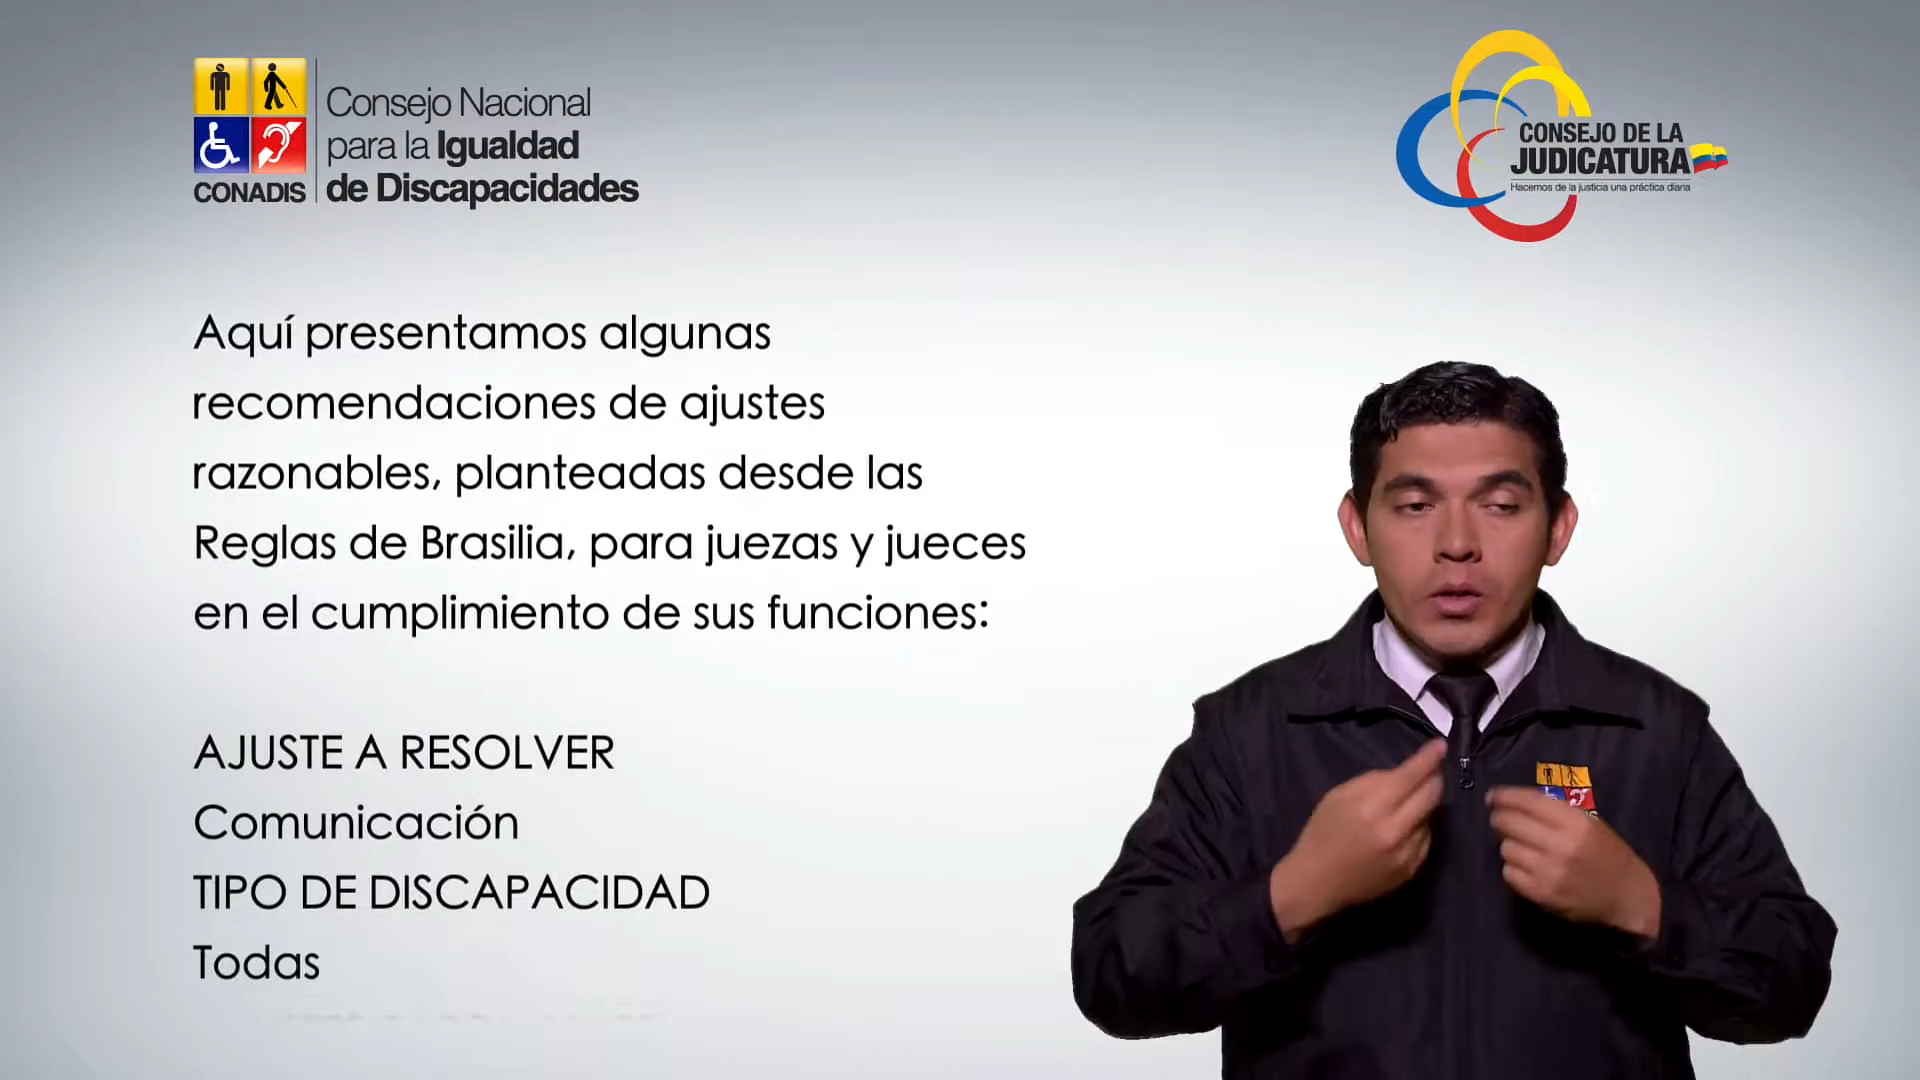 Consejo Nacional
para la Igualdad
de Discapacidades
CONADIS
CONSEJO DE LA
JUDICATURA
Hacemos de la justicia una práctica diaria
Aquí presentamos algunas
recomendaciones de ajustes
razonables, planteadas desde las
Reglas de Brasilia, para juezas y jueces
en el cumplimiento de sus funciones:
AJUSTE A RESOLVER
Comunicación
TIPO DE DISCAPACIDAD
Todas